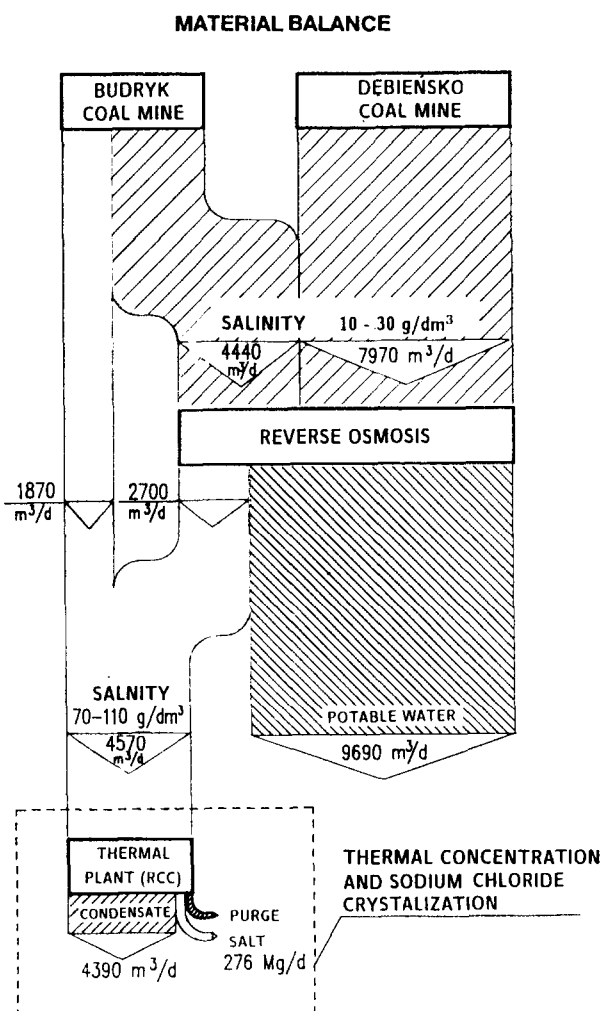 MATERIAL BALANCE
BUDRYK
COAL MINE
DĘBIEŃSKO
COAL MINE
SALINITY 10 - 30 g/dm³
4440
m³/d
7970 m³/d
REVERSE OSMOSIS
1870
m³/d
2700
m³/d
SALNITY
70-110 g/dm³
4570
m³/d
POTABLE WATER
9690 m³/d
THERMAL
PLANT (RCC)
CONDENSATE
PURGE
SALT
276 Mg/d
4390 m³/d
THERMAL CONCENTRATION
AND SODIUM CHLORIDE
CRYSTALIZATION